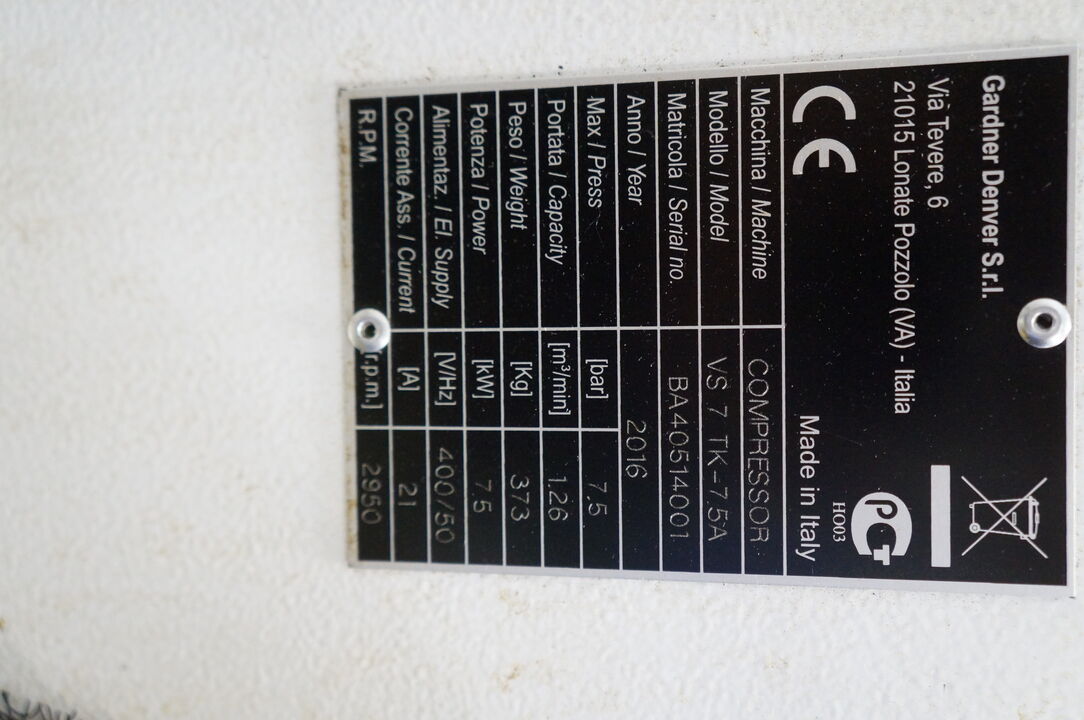 Gardner Denver S.r.l.
Via Tevere, 6
21015 Lonate Pozzolo (VA) - Italia
CE
PCT
HO03
Made in Italy
Macchina / Machine COMPRESSOR
Modello / Model VS 7 TK-7.5A
Matricola / Serial no. BA40514001
Anno / Year 2016
Max / Press [bar] 7.5
Portata / Capacity [m³/min] 1.26
Peso / Weight [Kg] 373
Potenza / Power [kW] 7.5
Alimentaz. / El. Supply [V/Hz] 400/50
Corrente Ass. / Current [A] 21
R.P.M. [r.p.m.] 2950